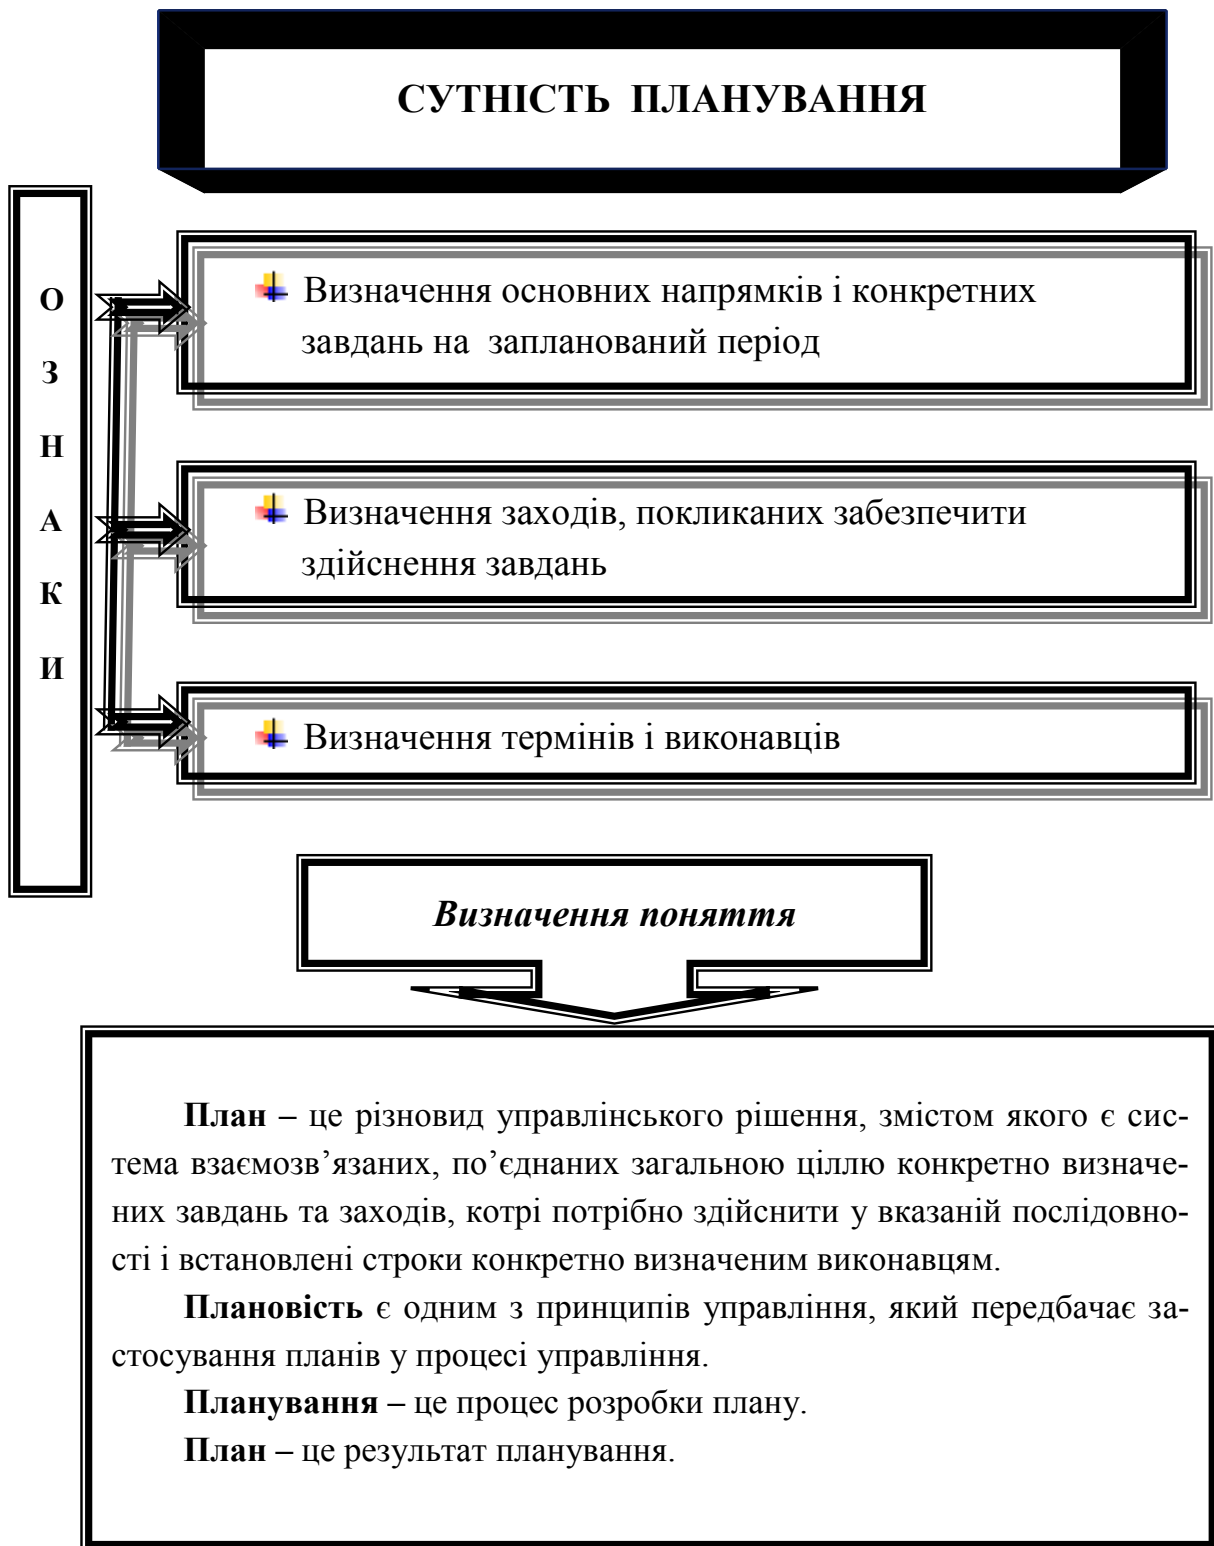 СУТНІСТЬ ПЛАНУВАННЯ
О
З
Н
А
К
И
Визначення основних напрямків і конкретних
завдань на запланований період
Визначення заходів, покликаних забезпечити
здійснення завдань
Визначення термінів і виконавців
Визначення поняття
План – це різновид управлінського рішення, змістом якого є сис-
тема взаємозв’язаних, по’єднаних загальною ціллю конкретно визначе-
них завдань та заходів, котрі потрібно здійснити у вказаній послідовно-
сті і встановлені строки конкретно визначеним виконавцям.
Плановість є одним з принципів управління, який передбачає за-
стосування планів у процесі управління.
Планування – це процес розробки плану.
План – це результат планування.